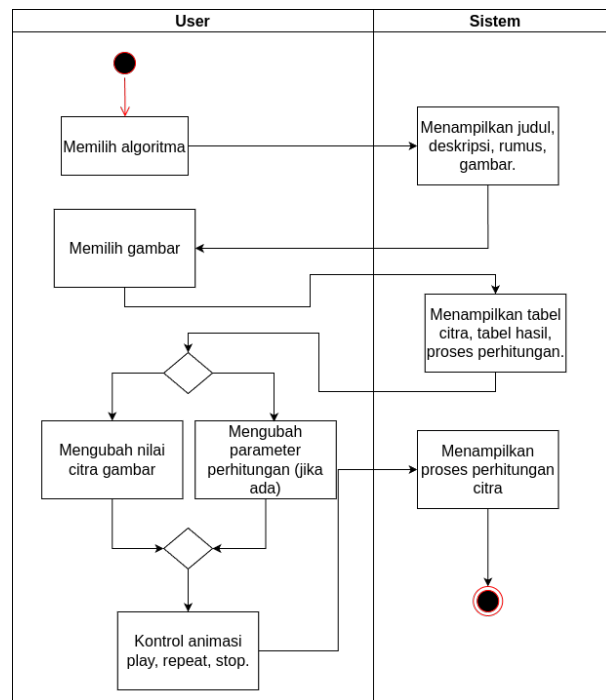 User
Sistem
Memilih algoritma
Menampilkan judul,
deskripsi, rumus,
gambar.
Memilih gambar
Menampilkan tabel
citra, tabel hasil,
proses perhitungan.
Mengubah nilai
citra gambar
Mengubah
parameter
perhitungan (jika
ada)
Menampilkan
proses perhitungan
citra
Kontrol animasi
play, repeat, stop.